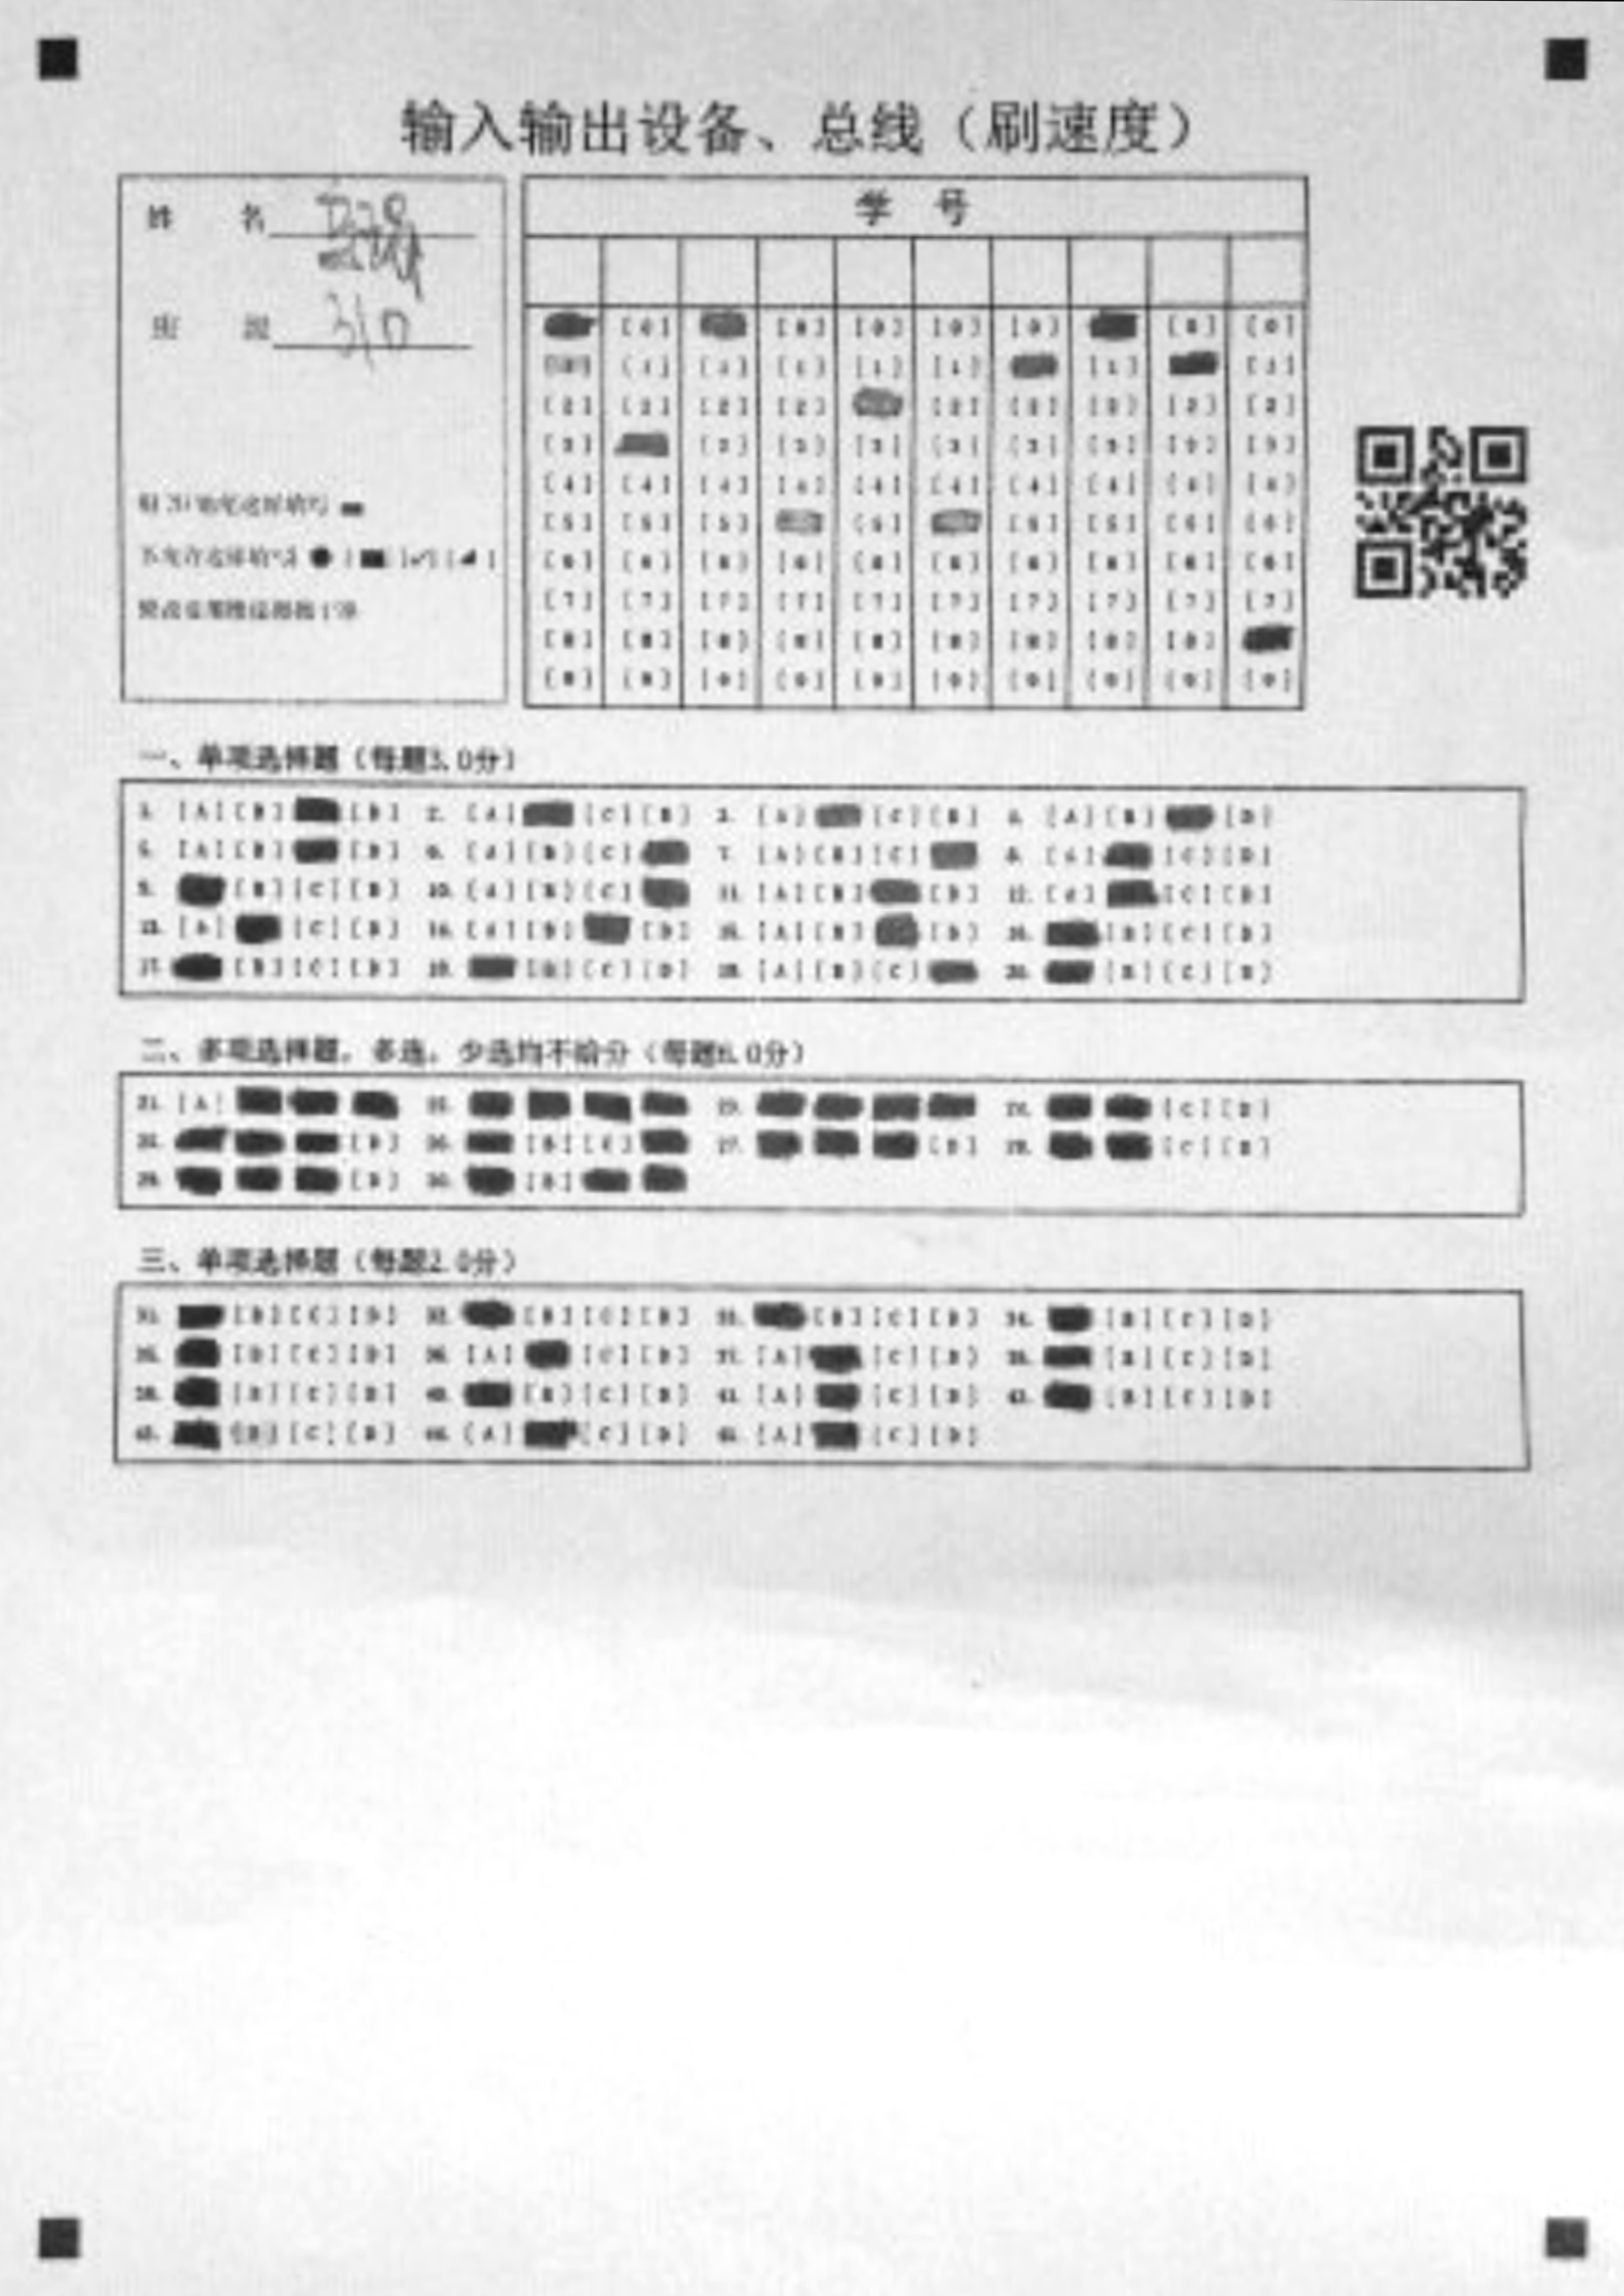 输入输出设备、总线（刷速度）
姓 名
班 级 310
学 号
[0] [0] [0] [0] [0] [0] [0]
[1] [1] [1] [1] [1] [1] [1]
[2] [2] [2] [2] [2] [2] [2] [2] [2]
[3] [3] [3] [3] [3] [3] [3] [3] [3]
[4] [4] [4] [4] [4] [4] [4] [4] [4] [4]
[5] [5] [5] [5] [5] [5] [5] [5]
[6] [6] [6] [6] [6] [6] [6] [6] [6] [6]
[7] [7] [7] [7] [7] [7] [7] [7] [7] [7]
[8] [8] [8] [8] [8] [8] [8] [8] [8]
[9] [9] [9] [9] [9] [9] [9] [9] [9] [9]
一、单项选择题（每题3.0分）
1. [A] [B] [D] 2. [A] [C] [D] 3. [A] [C] [D] 4. [A] [B] [D]
5. [A] [B] [D] 6. [A] [B] [C] 7. [A] [B] [C] 8. [A] [C] [D]
9. [B] [C] [D] 10. [A] [B] [C] 11. [A] [B] [D] 12. [A] [C] [D]
13. [A] [C] [D] 14. [A] [B] [D] 15. [A] [B] [D] 16. [B] [C] [D]
17. [B] [C] [D] 18. [B] [C] [D] 19. [A] [B] [C] 20. [B] [C] [D]
二、多项选择题，多选，少选均不给分（每题6.0分）
21. [A] 22. 23. 24. [C] [D]
25. [D] 26. [B] [C] 27. [D] 28. [C] [D]
29. [D] 30. [B]
三、单项选择题（每题2.0分）
31. [B] [C] [D] 32. [B] [C] [D] 33. [B] [C] [D] 34. [B] [C] [D]
35. [B] [C] [D] 36. [A] [C] [D] 37. [A] [C] [D] 38. [B] [C] [D]
39. [B] [C] [D] 40. [B] [C] [D] 41. [A] [C] [D] 42. [B] [C] [D]
43. [B] [C] [D] 44. [A] [C] [D] 45. [A] [C] [D]